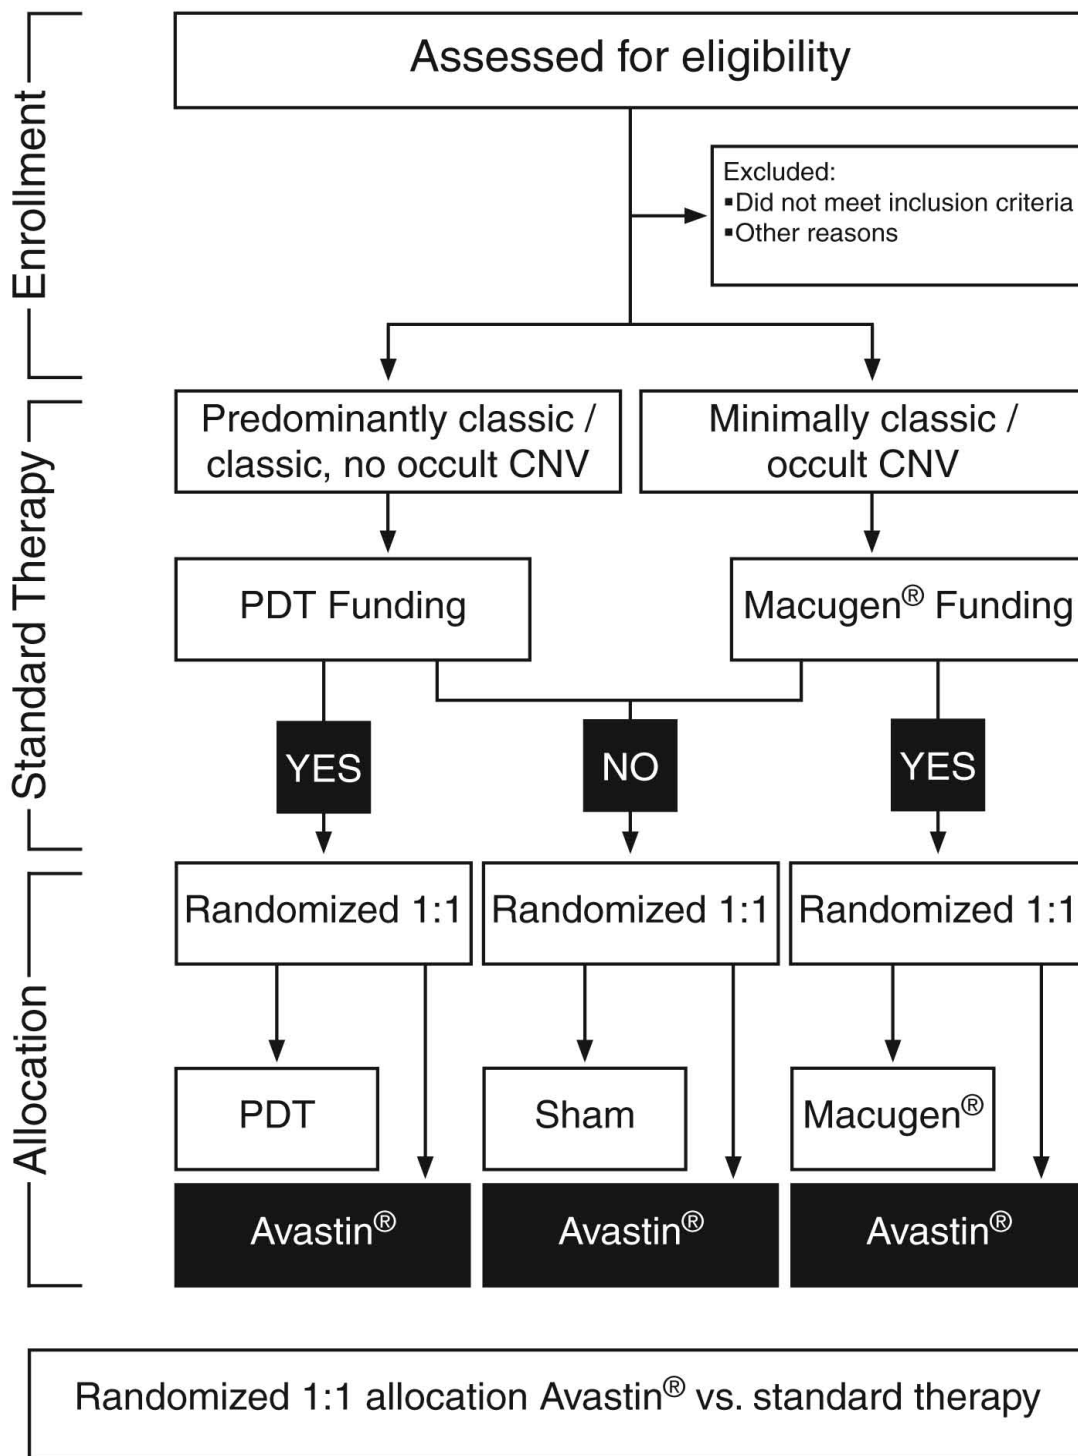 Enrollment
Assessed for eligibility
Excluded:
▪Did not meet inclusion criteria
▪Other reasons
Standard Therapy
Predominantly classic /
classic, no occult CNV
Minimally classic /
occult CNV
PDT Funding
Macugen® Funding
YES
NO
YES
Allocation
Randomized 1:1
Randomized 1:1
Randomized 1:1
PDT
Sham
Macugen®
Avastin®
Avastin®
Avastin®
Randomized 1:1 allocation Avastin® vs. standard therapy